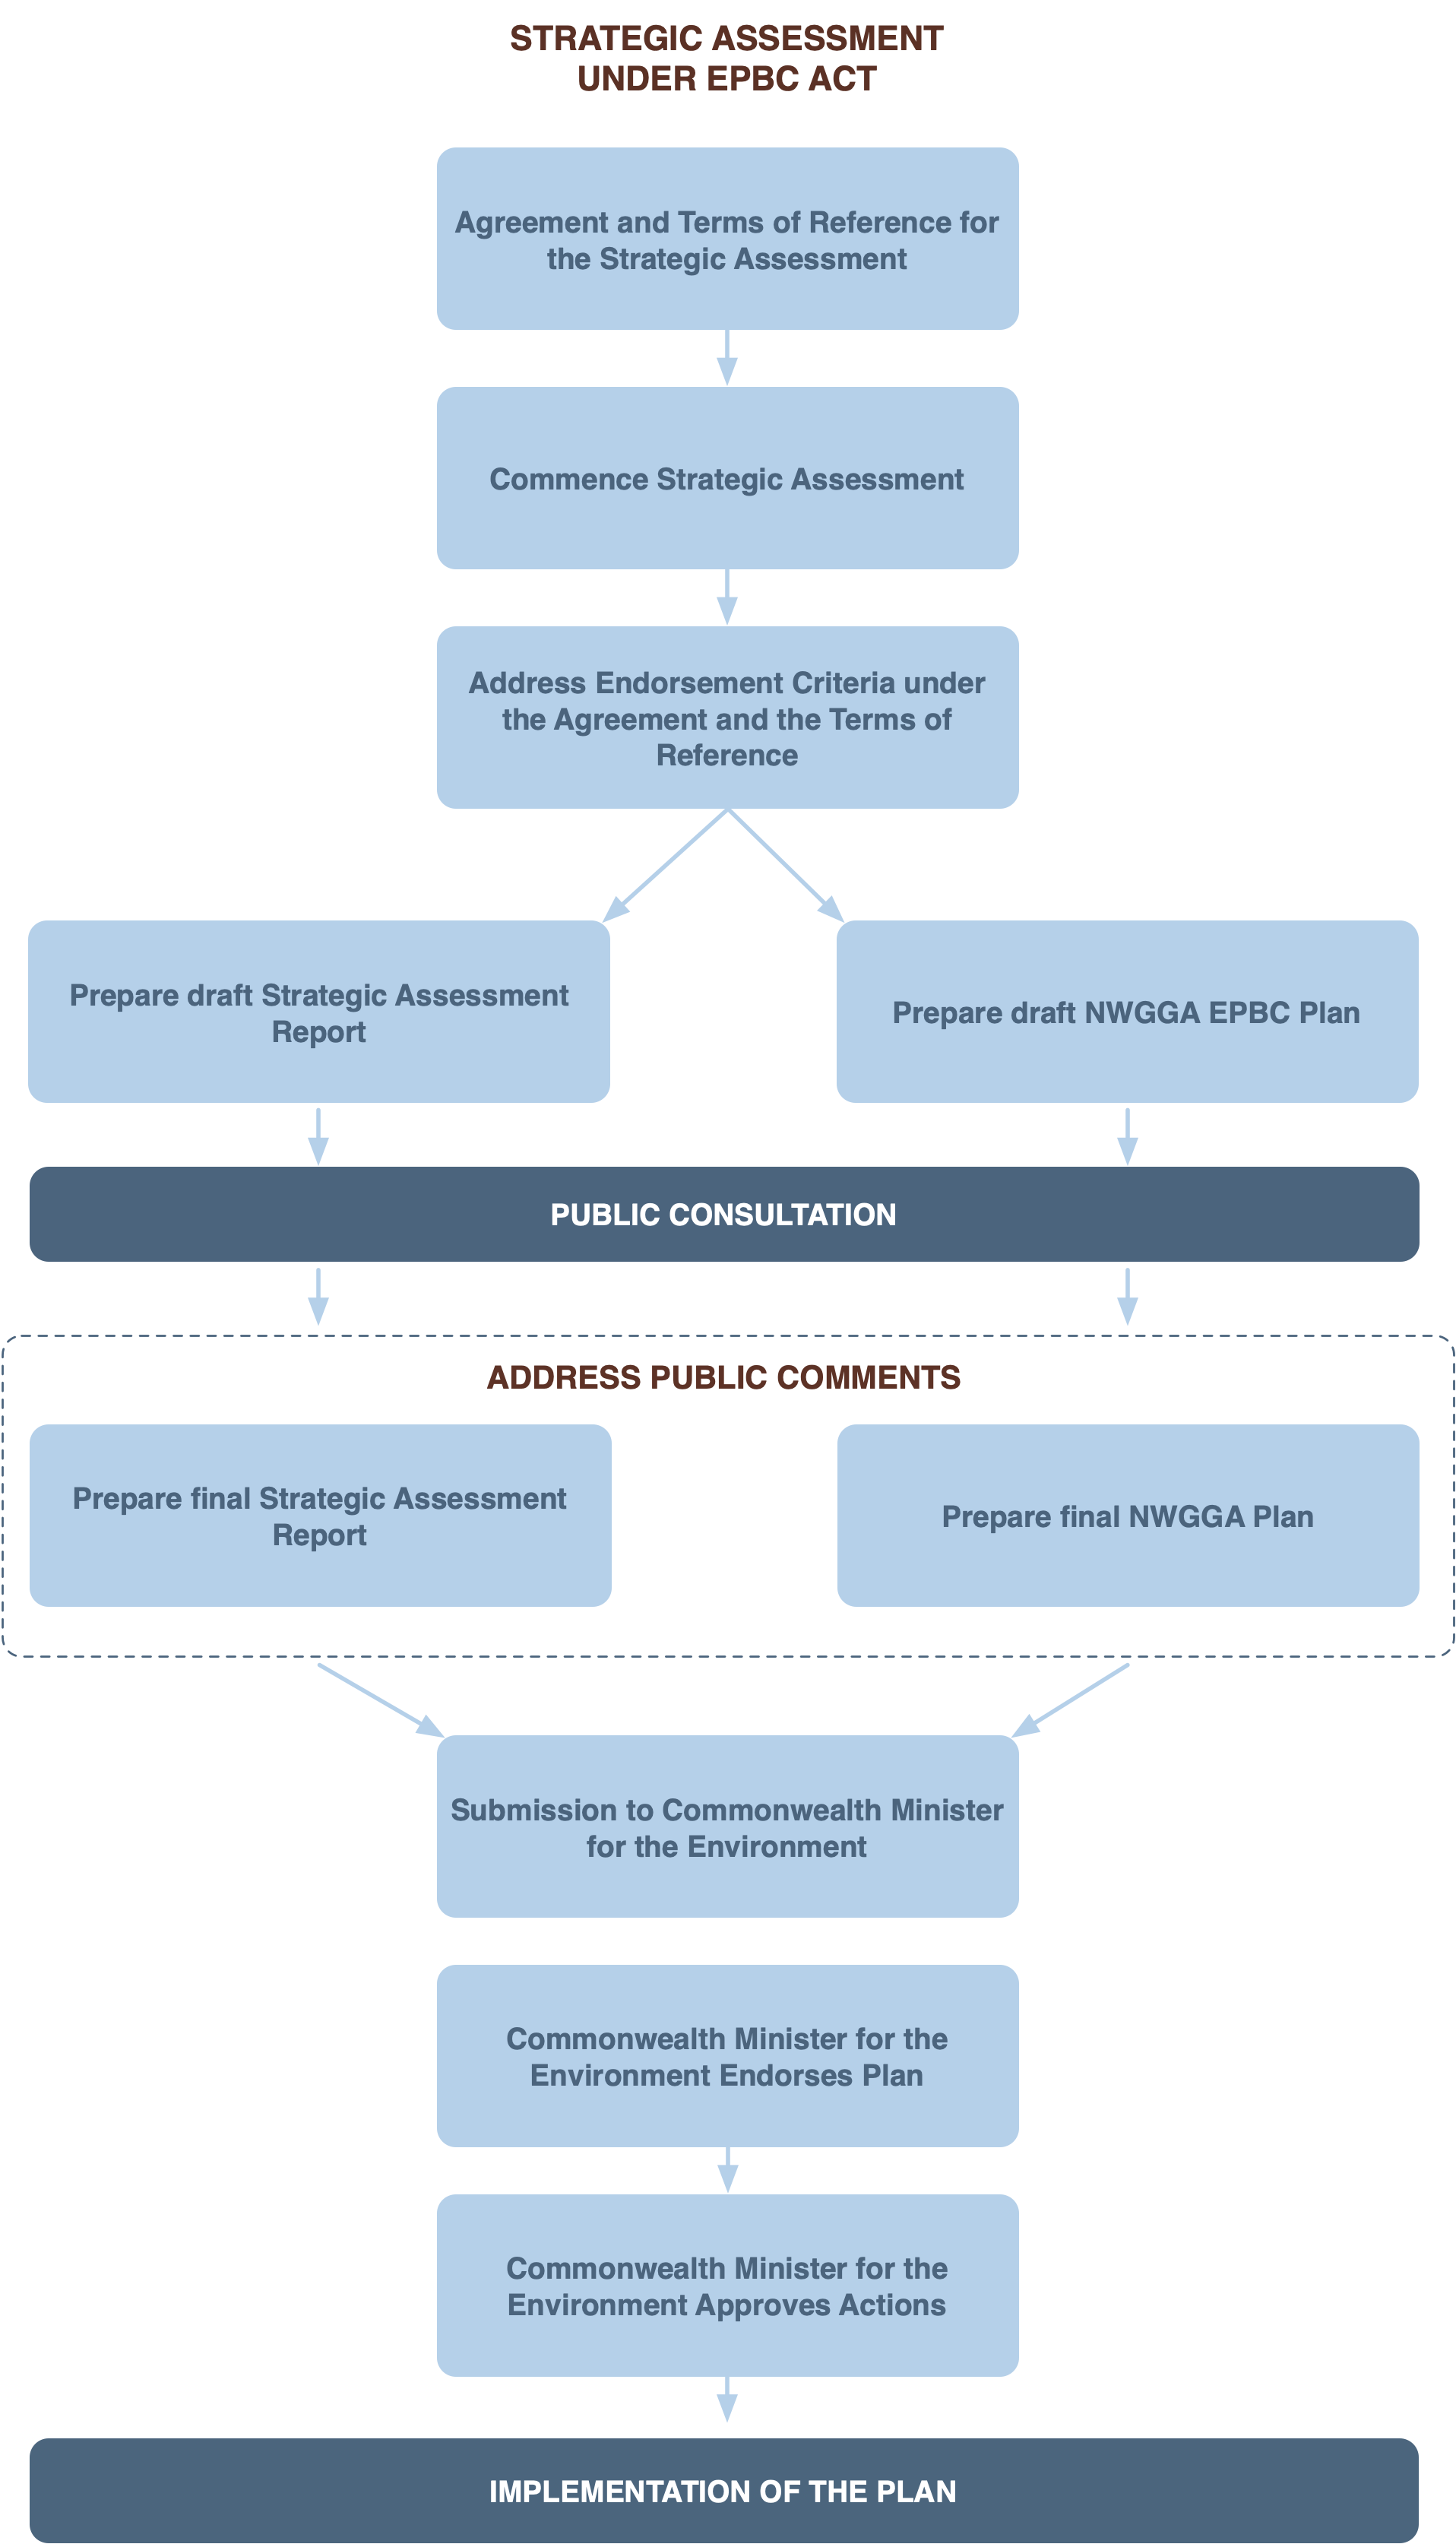 STRATEGIC ASSESSMENT
UNDER EPBC ACT
Agreement and Terms of Reference for
the Strategic Assessment
Commence Strategic Assessment
Address Endorsement Criteria under
the Agreement and the Terms of
Reference
Prepare draft Strategic Assessment
Report
Prepare draft NWGGA EPBC Plan
PUBLIC CONSULTATION
ADDRESS PUBLIC COMMENTS
Prepare final Strategic Assessment
Report
Prepare final NWGGA Plan
Submission to Commonwealth Minister
for the Environment
Commonwealth Minister for the
Environment Endorses Plan
Commonwealth Minister for the
Environment Approves Actions
IMPLEMENTATION OF THE PLAN